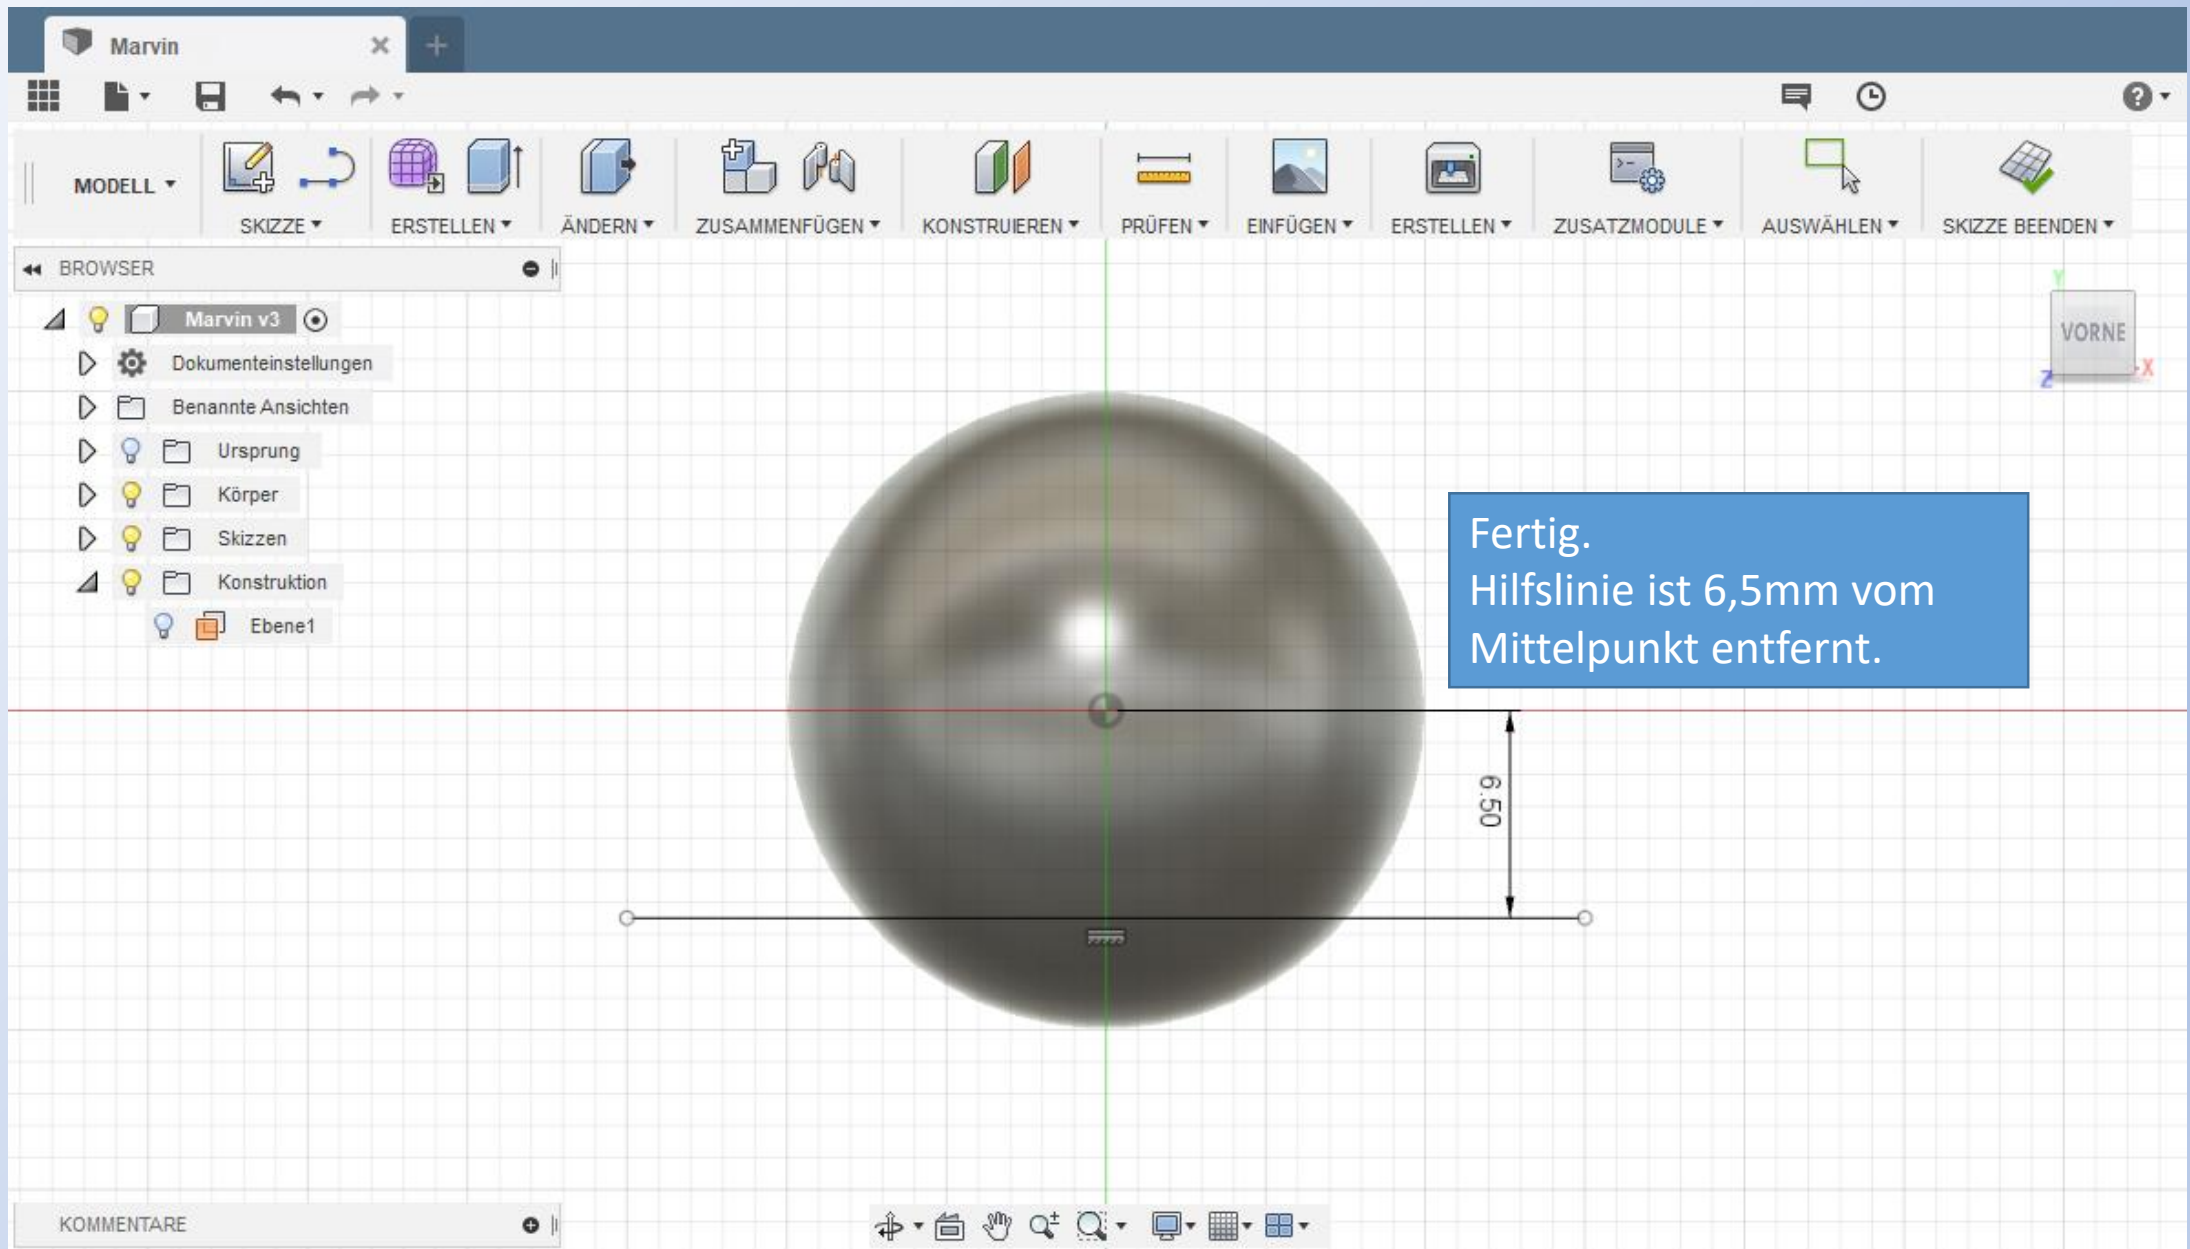 Marvin
MODELL
SKIZZE
ERSTELLEN
ÄNDERN
ZUSAMMENFÜGEN
KONSTRUIEREN
PRÜFEN
EINFÜGEN
ERSTELLEN
ZUSATZMODULE
AUSWÄHLEN
SKIZZE BEENDEN
BROWSER
Marvin v3
Dokumenteinstellungen
Benannte Ansichten
Ursprung
Körper
Skizzen
Konstruktion
Ebene1
Y
VORNE
Z
X
Fertig.
Hilfslinie ist 6,5mm vom
Mittelpunkt entfernt.
6.50
KOMMENTARE